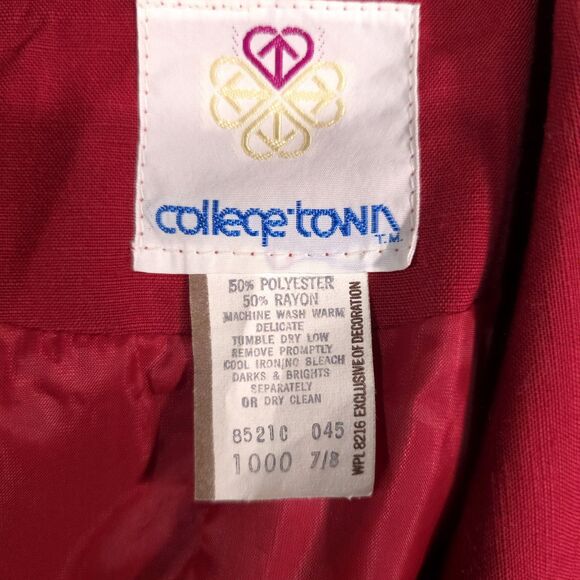 college-town
T.M.
50% POLYESTER
50% RAYON
MACHINE WASH WARM
DELICATE
TUMBLE DRY LOW
REMOVE PROMPTLY
COOL IRONING BLEACH
DARKS & BRIGHTS
SEPARATELY
OR DRY CLEAN
8521C 045
1000 7/8
WPL 8216 EXCLUSIVE OF DECORATION